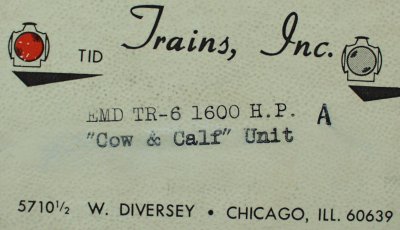 TID Trains, Inc.
EMD TR-6 1600 H.P. A
"Cow & Calf" Unit
5710½ W. DIVERSEY • CHICAGO, ILL. 60639